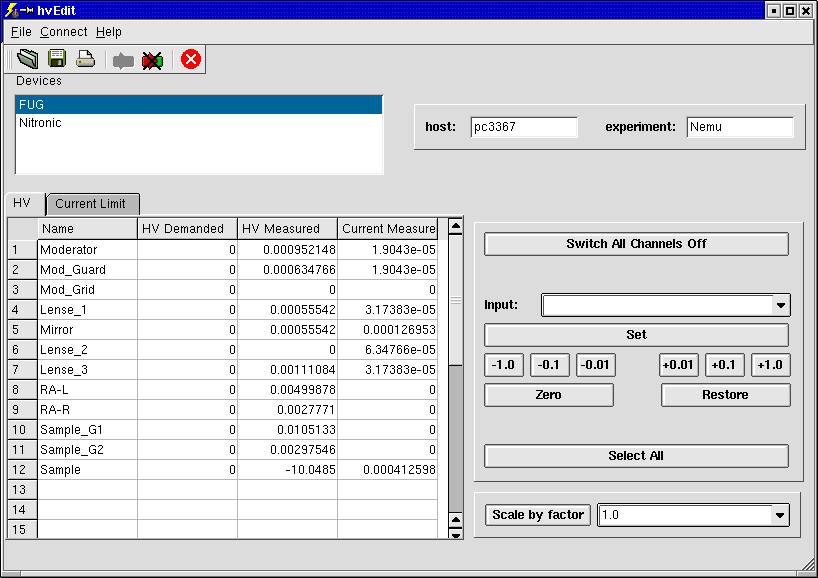 hvEdit
File Connect Help
Devices
FUG
Nitronic
host: pc3367 experiment: Nemu
HV Current Limit
Name HV Demanded HV Measured Current Measure
1 Moderator 0 0.000952148 1.9043e-05
2 Mod_Guard 0 0.000634766 1.9043e-05
3 Mod_Grid 0 0 0
4 Lense_1 0 0.00055542 3.17383e-05
5 Mirror 0 0.00055542 0.000126953
6 Lense_2 0 0 6.34766e-05
7 Lense_3 0 0.00111084 3.17383e-05
8 RA-L 0 0.00499878 0
9 RA-R 0 0.0027771 0
10 Sample_G1 0 0.0105133 0
11 Sample_G2 0 0.00297546 0
12 Sample 0 -10.0485 0.000412598
13
14
15
Switch All Channels Off
Input:
Set
-1.0 -0.1 -0.01 +0.01 +0.1 +1.0
Zero Restore
Select All
Scale by factor 1.0